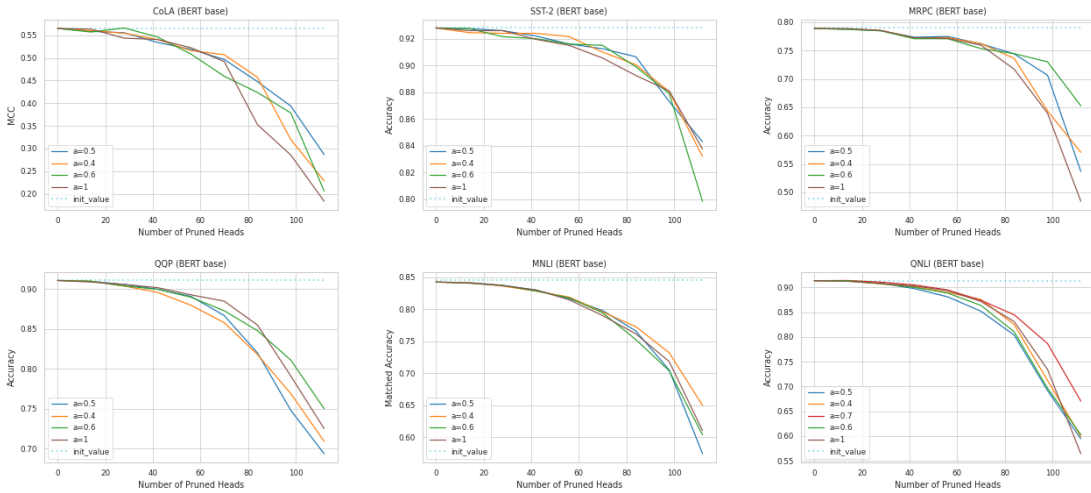 CoLA (BERT base)
MCC
0.55
0.50
0.45
0.40
0.35
0.30
0.25
0.20
a=0.5
a=0.4
a=0.6
a=1
init_value
0 20 40 60 80 100
Number of Pruned Heads
SST-2 (BERT base)
Accuracy
0.92
0.90
0.88
0.86
0.84
0.82
0.80
a=0.5
a=0.4
a=0.6
a=1
init_value
0 20 40 60 80 100
Number of Pruned Heads
MRPC (BERT base)
Accuracy
0.80
0.75
0.70
0.65
0.60
0.55
0.50
a=0.5
a=0.4
a=0.6
a=1
init_value
0 20 40 60 80 100
Number of Pruned Heads
QQP (BERT base)
Accuracy
0.90
0.85
0.80
0.75
0.70
a=0.5
a=0.4
a=0.6
a=1
init_value
0 20 40 60 80 100
Number of Pruned Heads
MNLI (BERT base)
Matched Accuracy
0.85
0.80
0.75
0.70
0.65
0.60
a=0.5
a=0.4
a=0.6
a=1
init_value
0 20 40 60 80 100
Number of Pruned Heads
QNLI (BERT base)
Accuracy
0.90
0.85
0.80
0.75
0.70
0.65
0.60
0.55
a=0.5
a=0.4
a=0.7
a=0.6
a=1
init_value
0 20 40 60 80 100
Number of Pruned Heads